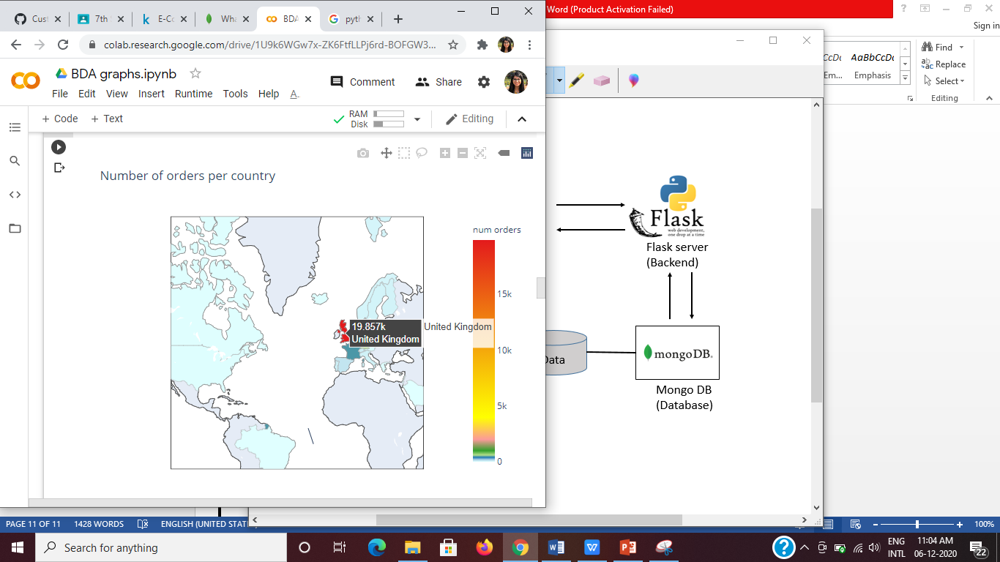 Cust
7th
E-Co
Wha
BDA
pyth
colab.research.google.com/drive/1U9k6WGw7x-ZK6FtfLLPj6rd-BOFGW3...
BDA graphs.ipynb
File Edit View Insert Runtime Tools Help A..
Comment
Share
+ Code + Text
RAM
Disk
Editing
Number of orders per country
num orders
15k
10k
5k
0
19.857k
United Kingdom
United Kingdom
Word (Product Activation Failed)
Sign in
AaBbCcDc
Em...
Emphasis
Find
Replace
Select
Editing
Flask
web development,
one drop at a time
Flask server
(Backend)
Data
mongoDB.
Mongo DB
(Database)
PAGE 11 OF 11 1428 WORDS ENGLISH (UNITED STAT
100%
Search for anything
ENG
INTL
11:04 AM
06-12-2020
22